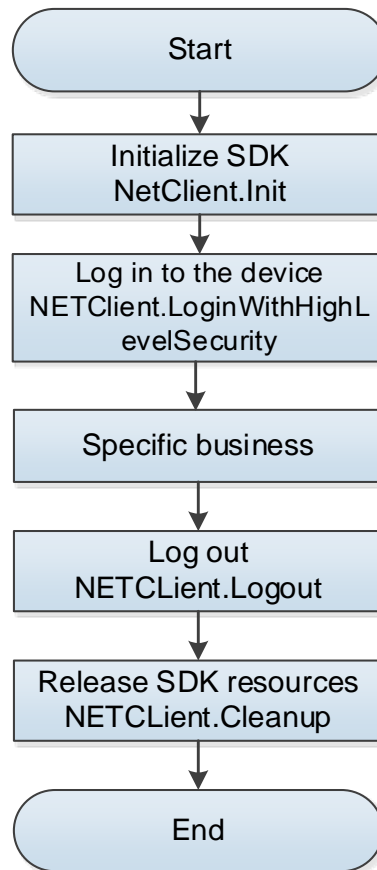 Start
Initialize SDK
NetClient.Init
Log in to the device
NETClient.LoginWithHighL
evelSecurity
Specific business
Log out
NETCLient.Logout
Release SDK resources
NETCLient.Cleanup
End